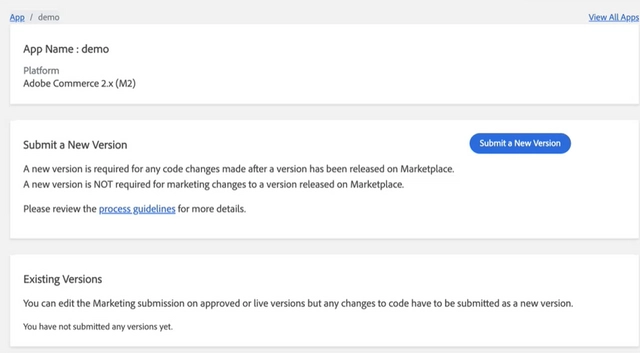 App / demo View All Apps
App Name : demo
Platform
Adobe Commerce 2.x (M2)
Submit a New Version Submit a New Version
A new version is required for any code changes made after a version has been released on Marketplace.
A new version is NOT required for marketing changes to a version released on Marketplace.
Please review the process guidelines for more details.
Existing Versions
You can edit the Marketing submission on approved or live versions but any changes to code have to be submitted as a new version.
You have not submitted any versions yet.